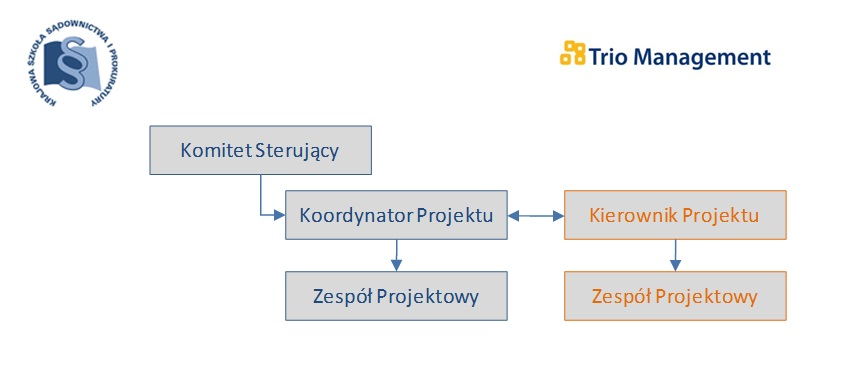 KRAJOWA SZKOŁA SĄDOWNICTWA I PROKURATURY
Trio Management
Komitet Sterujący
Koordynator Projektu
Kierownik Projektu
Zespół Projektowy
Zespół Projektowy